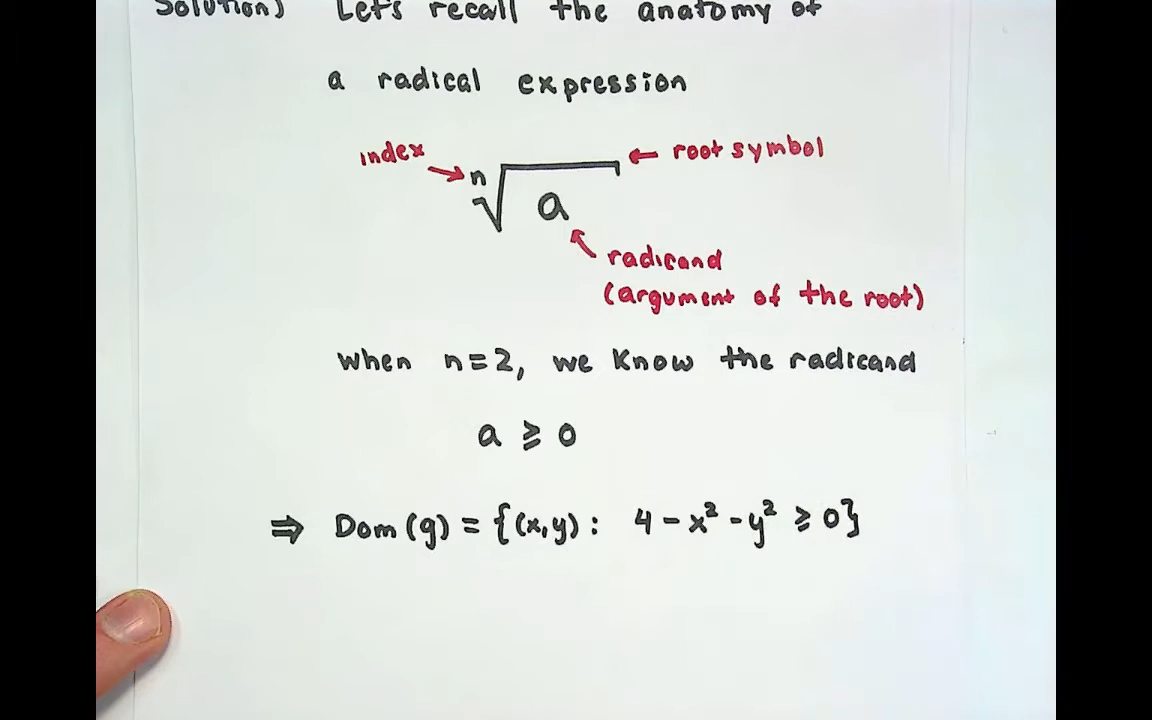 Solution) Let's recall the anatomy of
a radical expression
index
n√a
root symbol
radicand
(argument of the root)
when n=2, we know the radicand
a ≥ 0
⇒ Dom(g) = {(x,y): 4-x²-y² ≥ 0}